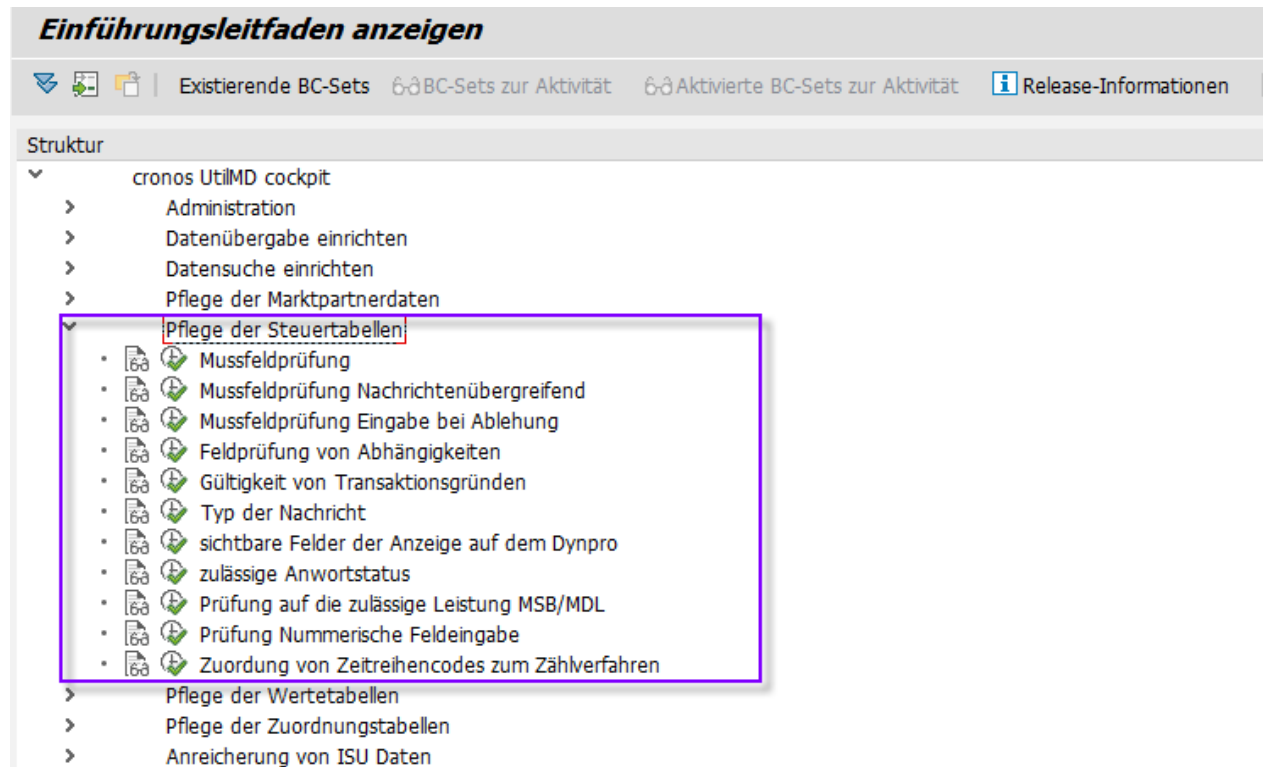 Einführungsleitfaden anzeigen
Existierende BC-Sets BC-Sets zur Aktivität Aktivierte BC-Sets zur Aktivität Release-Informationen
Struktur
cronos UtilMD cockpit
Administration
Datenübergabe einrichten
Datensuche einrichten
Pflege der Marktpartnerdaten
Pflege der Steuertabellen
Mussfeldprüfung
Mussfeldprüfung Nachrichtenübergreifend
Mussfeldprüfung Eingabe bei Ablehung
Feldprüfung von Abhängigkeiten
Gültigkeit von Transaktionsgründen
Typ der Nachricht
sichtbare Felder der Anzeige auf dem Dynpro
zulässige Anwortstatus
Prüfung auf die zulässige Leistung MSB/MDL
Prüfung Nummerische Feldeingabe
Zuordung von Zeitreihencodes zum Zählverfahren
Pflege der Wertetabellen
Pflege der Zuordnungstabellen
Anreicherung von ISU Daten